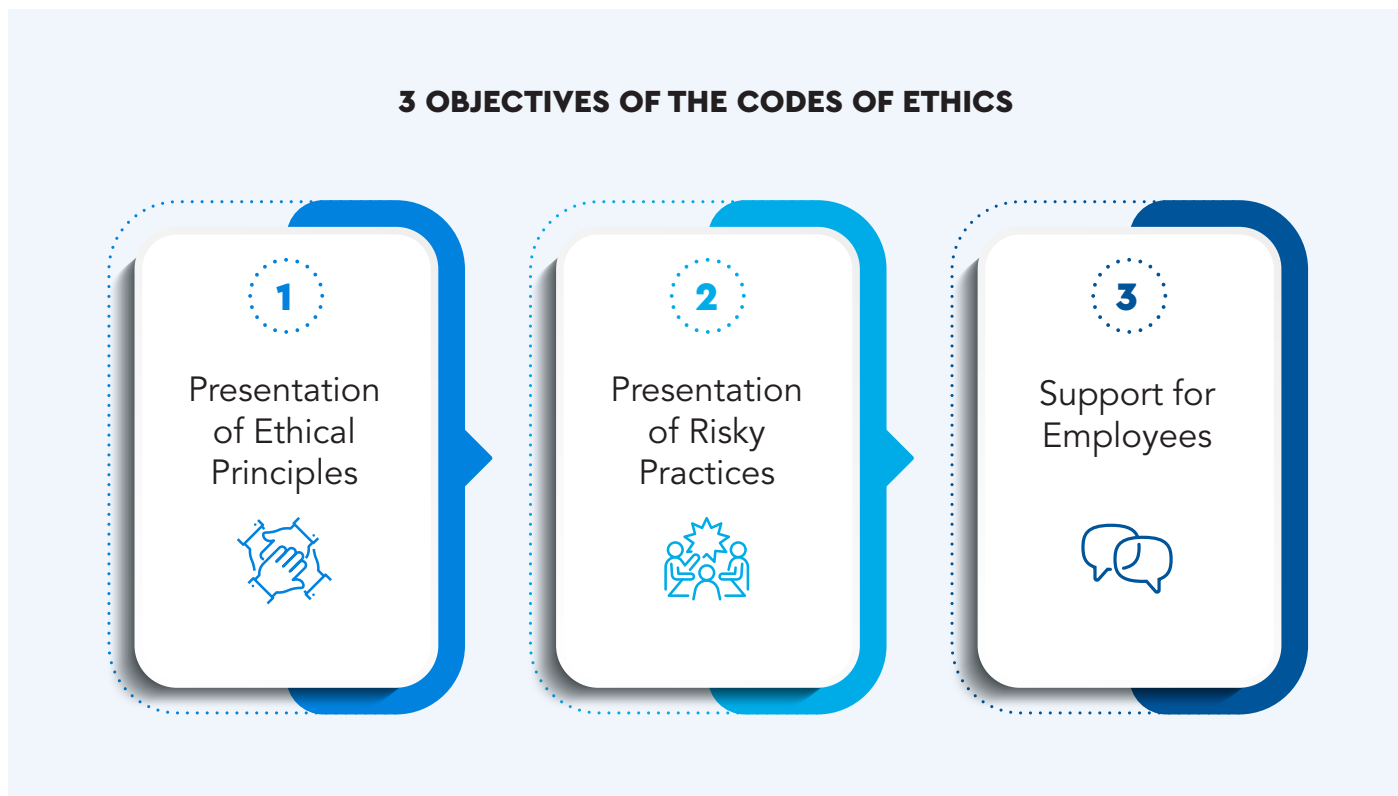 3 OBJECTIVES OF THE CODES OF ETHICS
1
Presentation
of Ethical
Principles
2
Presentation
of Risky
Practices
3
Support for
Employees